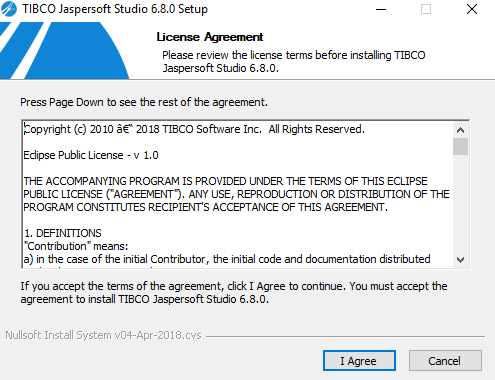 TIBCO Jaspersoft Studio 6.8.0 Setup
License Agreement
Please review the license terms before installing TIBCO
Jaspersoft Studio 6.8.0.
Press Page Down to see the rest of the agreement.
Copyright (c) 2010 â€“ 2018 TIBCO Software Inc.  All Rights Reserved.
Eclipse Public License - v 1.0
THE ACCOMPANYING PROGRAM IS PROVIDED UNDER THE TERMS OF THIS ECLIPSE
PUBLIC LICENSE ("AGREEMENT"). ANY USE, REPRODUCTION OR DISTRIBUTION OF THE
PROGRAM CONSTITUTES RECIPIENT'S ACCEPTANCE OF THIS AGREEMENT.
1. DEFINITIONS
"Contribution" means:
a) in the case of the initial Contributor, the initial code and documentation distributed
If you accept the terms of the agreement, click I Agree to continue. You must accept the
agreement to install TIBCO Jaspersoft Studio 6.8.0.
Nullsoft Install System v04-Apr-2018.cvs
I Agree
Cancel